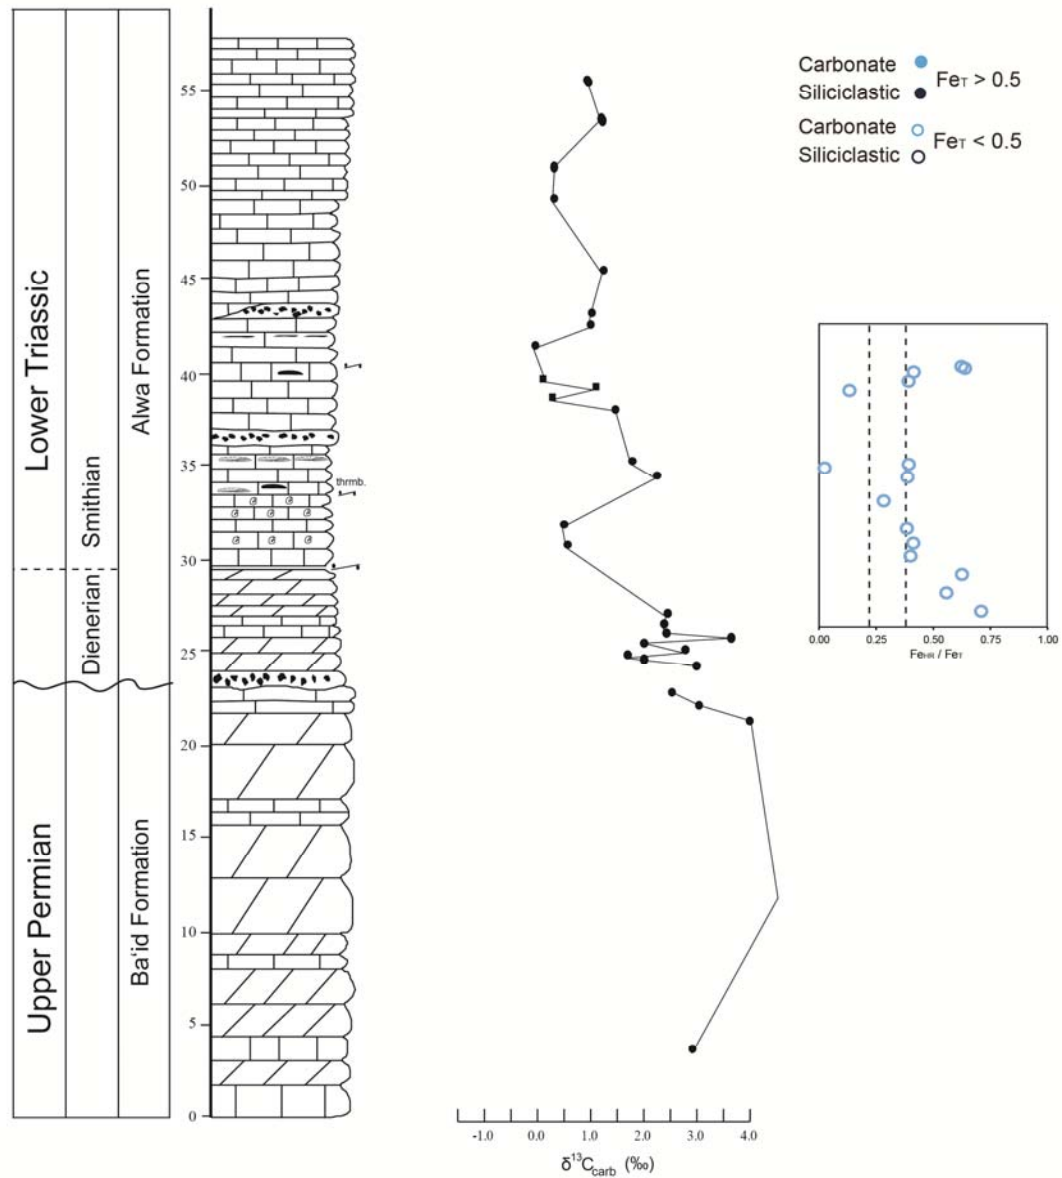 Lower Triassic
Upper Permian
Smithian
Dienerian
Alwa Formation
Ba'id Formation
55
50
45
40
35
30
25
20
15
10
5
0
thrmb.
Carbonate
Siliciclastic
FeT > 0.5
Carbonate
Siliciclastic
FeT < 0.5
0.00 0.25 0.50 0.75 1.00
FeHR / FeT
-1.0 0.0 1.0 2.0 3.0 4.0
δ13Ccarb (‰)